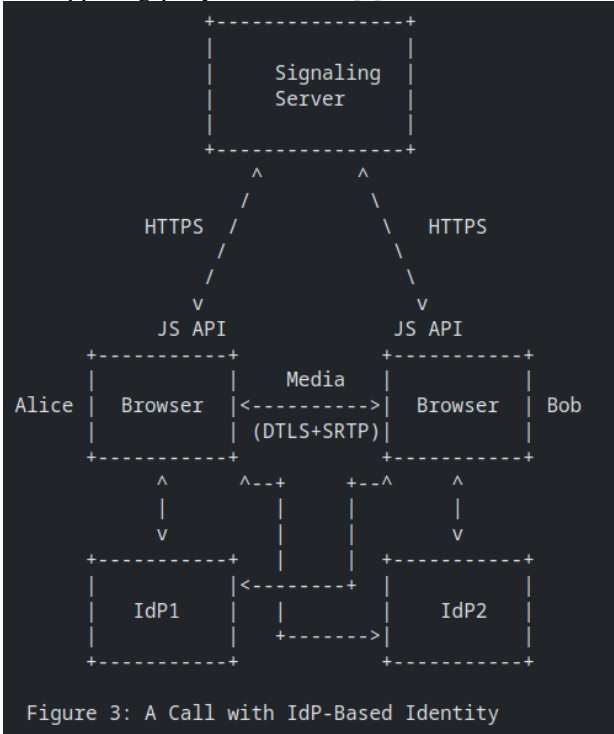 Signaling
Server
HTTPS HTTPS
JS API JS API
Media
Alice Browser Browser Bob
(DTLS+SRTP)
IdP1 IdP2
Figure 3: A Call with IdP-Based Identity